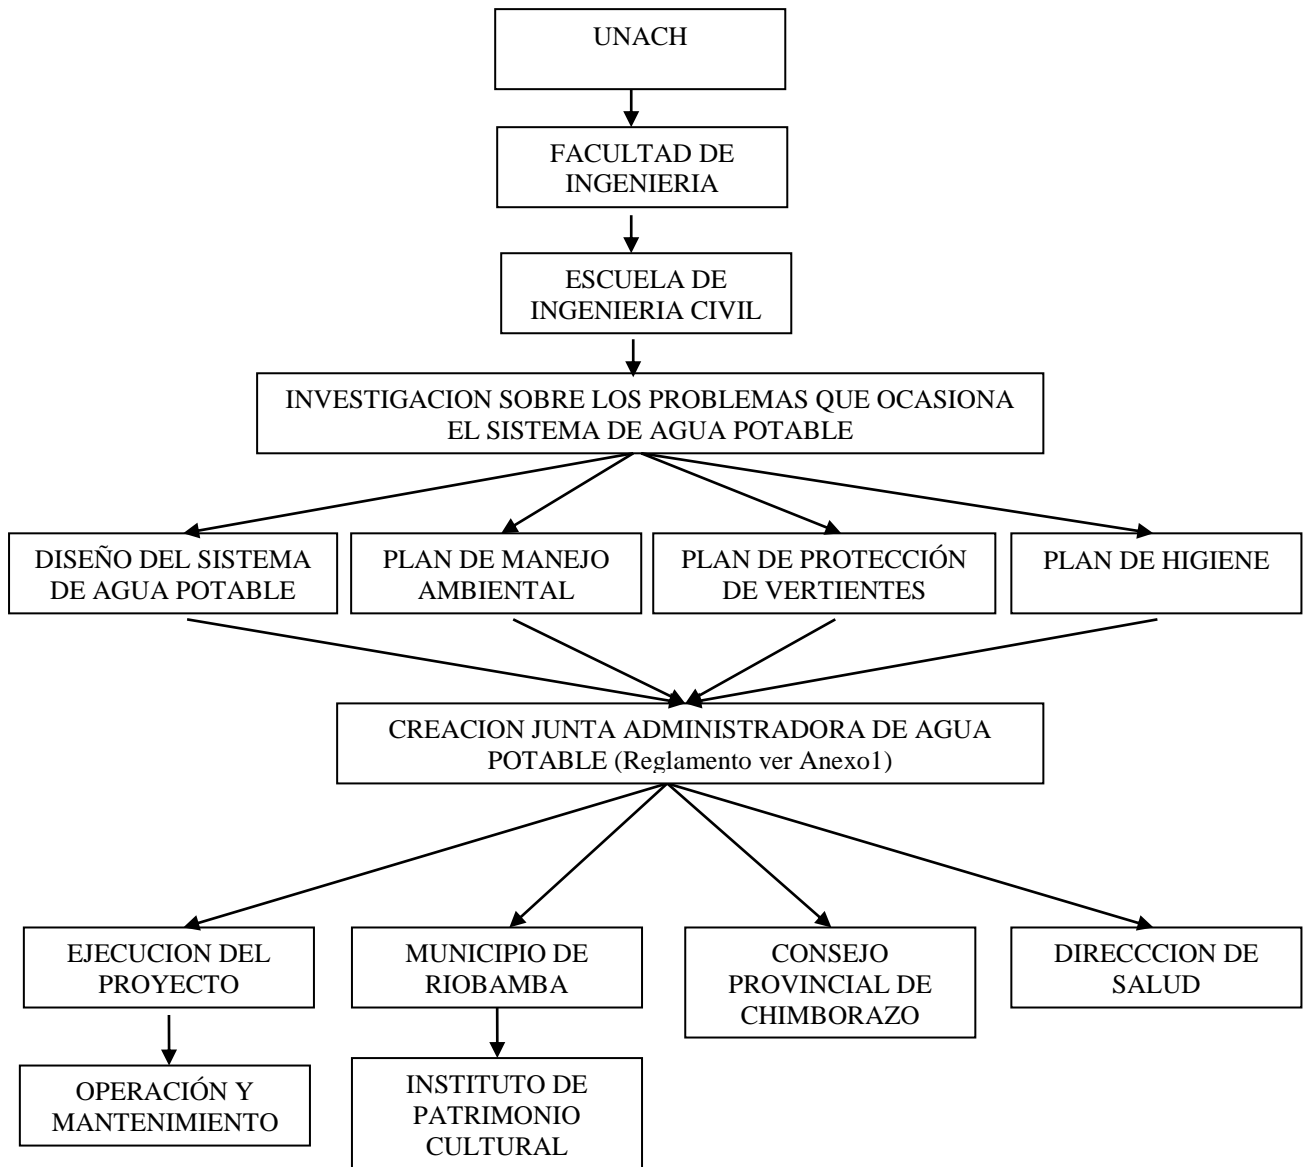 UNACH
FACULTAD DE
INGENIERIA
ESCUELA DE
INGENIERIA CIVIL
INVESTIGACION SOBRE LOS PROBLEMAS QUE OCASIONA
EL SISTEMA DE AGUA POTABLE
DISEÑO DEL SISTEMA
DE AGUA POTABLE
PLAN DE MANEJO
AMBIENTAL
PLAN DE PROTECCIÓN
DE VERTIENTES
PLAN DE HIGIENE
CREACION JUNTA ADMINISTRADORA DE AGUA
POTABLE (Reglamento ver Anexo1)
EJECUCION DEL
PROYECTO
MUNICIPIO DE
RIOBAMBA
CONSEJO
PROVINCIAL DE
CHIMBORAZO
DIRECCCION DE
SALUD
OPERACIÓN Y
MANTENIMIENTO
INSTITUTO DE
PATRIMONIO
CULTURAL